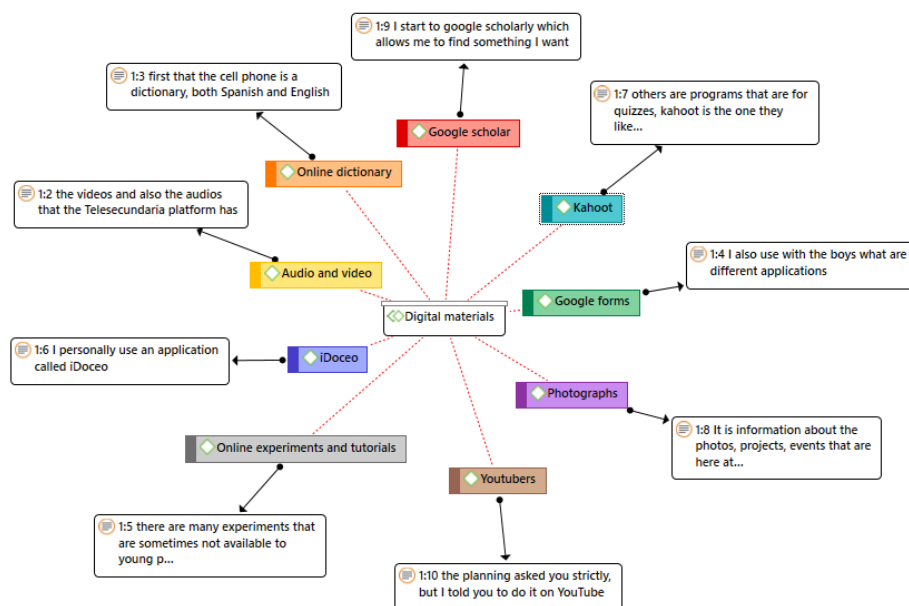 1:9 I start to google scholarly which
allows me to find something I want
1:3 first that the cell phone is a
dictionary, both Spanish and English
1:7 others are programs that are for
quizzes, kahoot is the one they
like...
Google scholar
Online dictionary
1:2 the videos and also the audios
that the Telesecundaria platform has
Kahoot
1:4 I also use with the boys what are
different applications
Audio and video
Google forms
Digital materials
1:6 I personally use an application
called iDoceo
iDoceo
Photographs
1:8 It is information about the
photos, projects, events that are
here at...
Online experiments and tutorials
Youtubers
1:5 there are many experiments that
are sometimes not available to
young p...
1:10 the planning asked you strictly,
but I told you to do it on YouTube